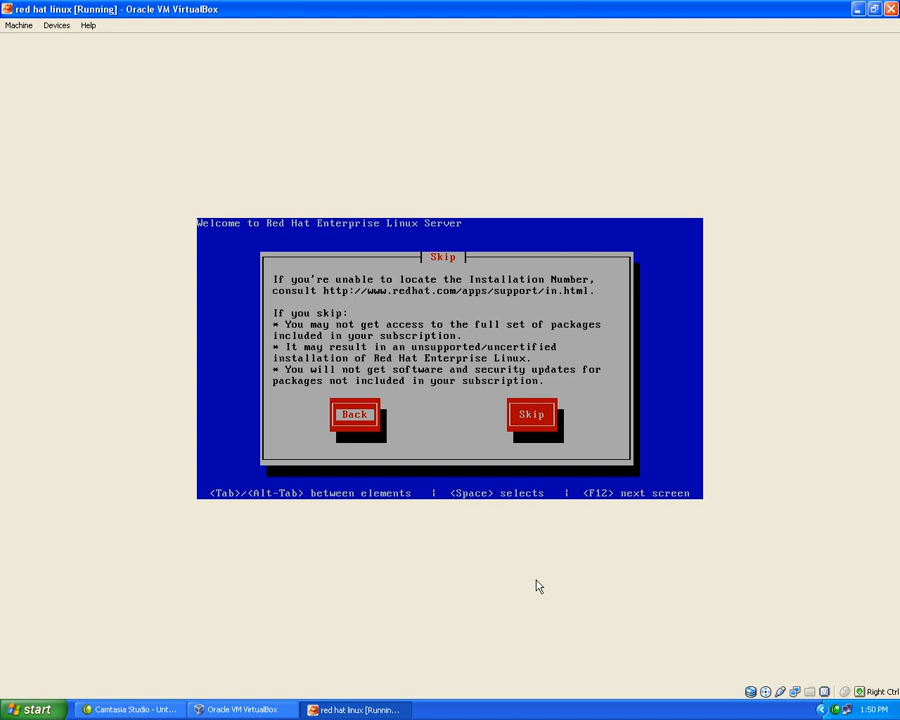 red hat linux [Running] - Oracle VM VirtualBox
Machine Devices Help
Welcome to Red Hat Enterprise Linux Server
Skip
If you're unable to locate the Installation Number,
consult http://www.redhat.com/apps/support/in.html.
If you skip:
* You may not get access to the full set of packages
included in your subscription.
* It may result in an unsupported/uncertified
installation of Red Hat Enterprise Linux.
* You will not get software and security updates for
packages not included in your subscription.
Back Skip
<Tab>/<Alt-Tab> between elements | <Space> selects | <F12> next screen
Right Ctrl
start Camtasia Studio - Unt... Oracle VM VirtualBox red hat linux [Runnin... 1:50 PM